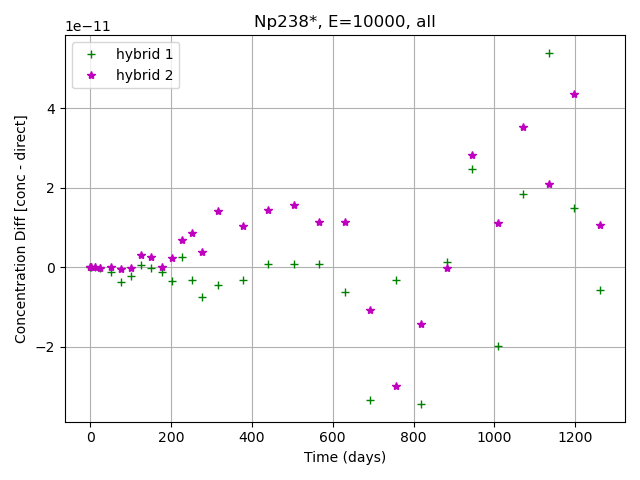 Np238*, E=10000, all
1e−11
hybrid 1
hybrid 2
4
2
0
−2
Concentration Diff [conc - direct]
0 200 400 600 800 1000 1200
Time (days)